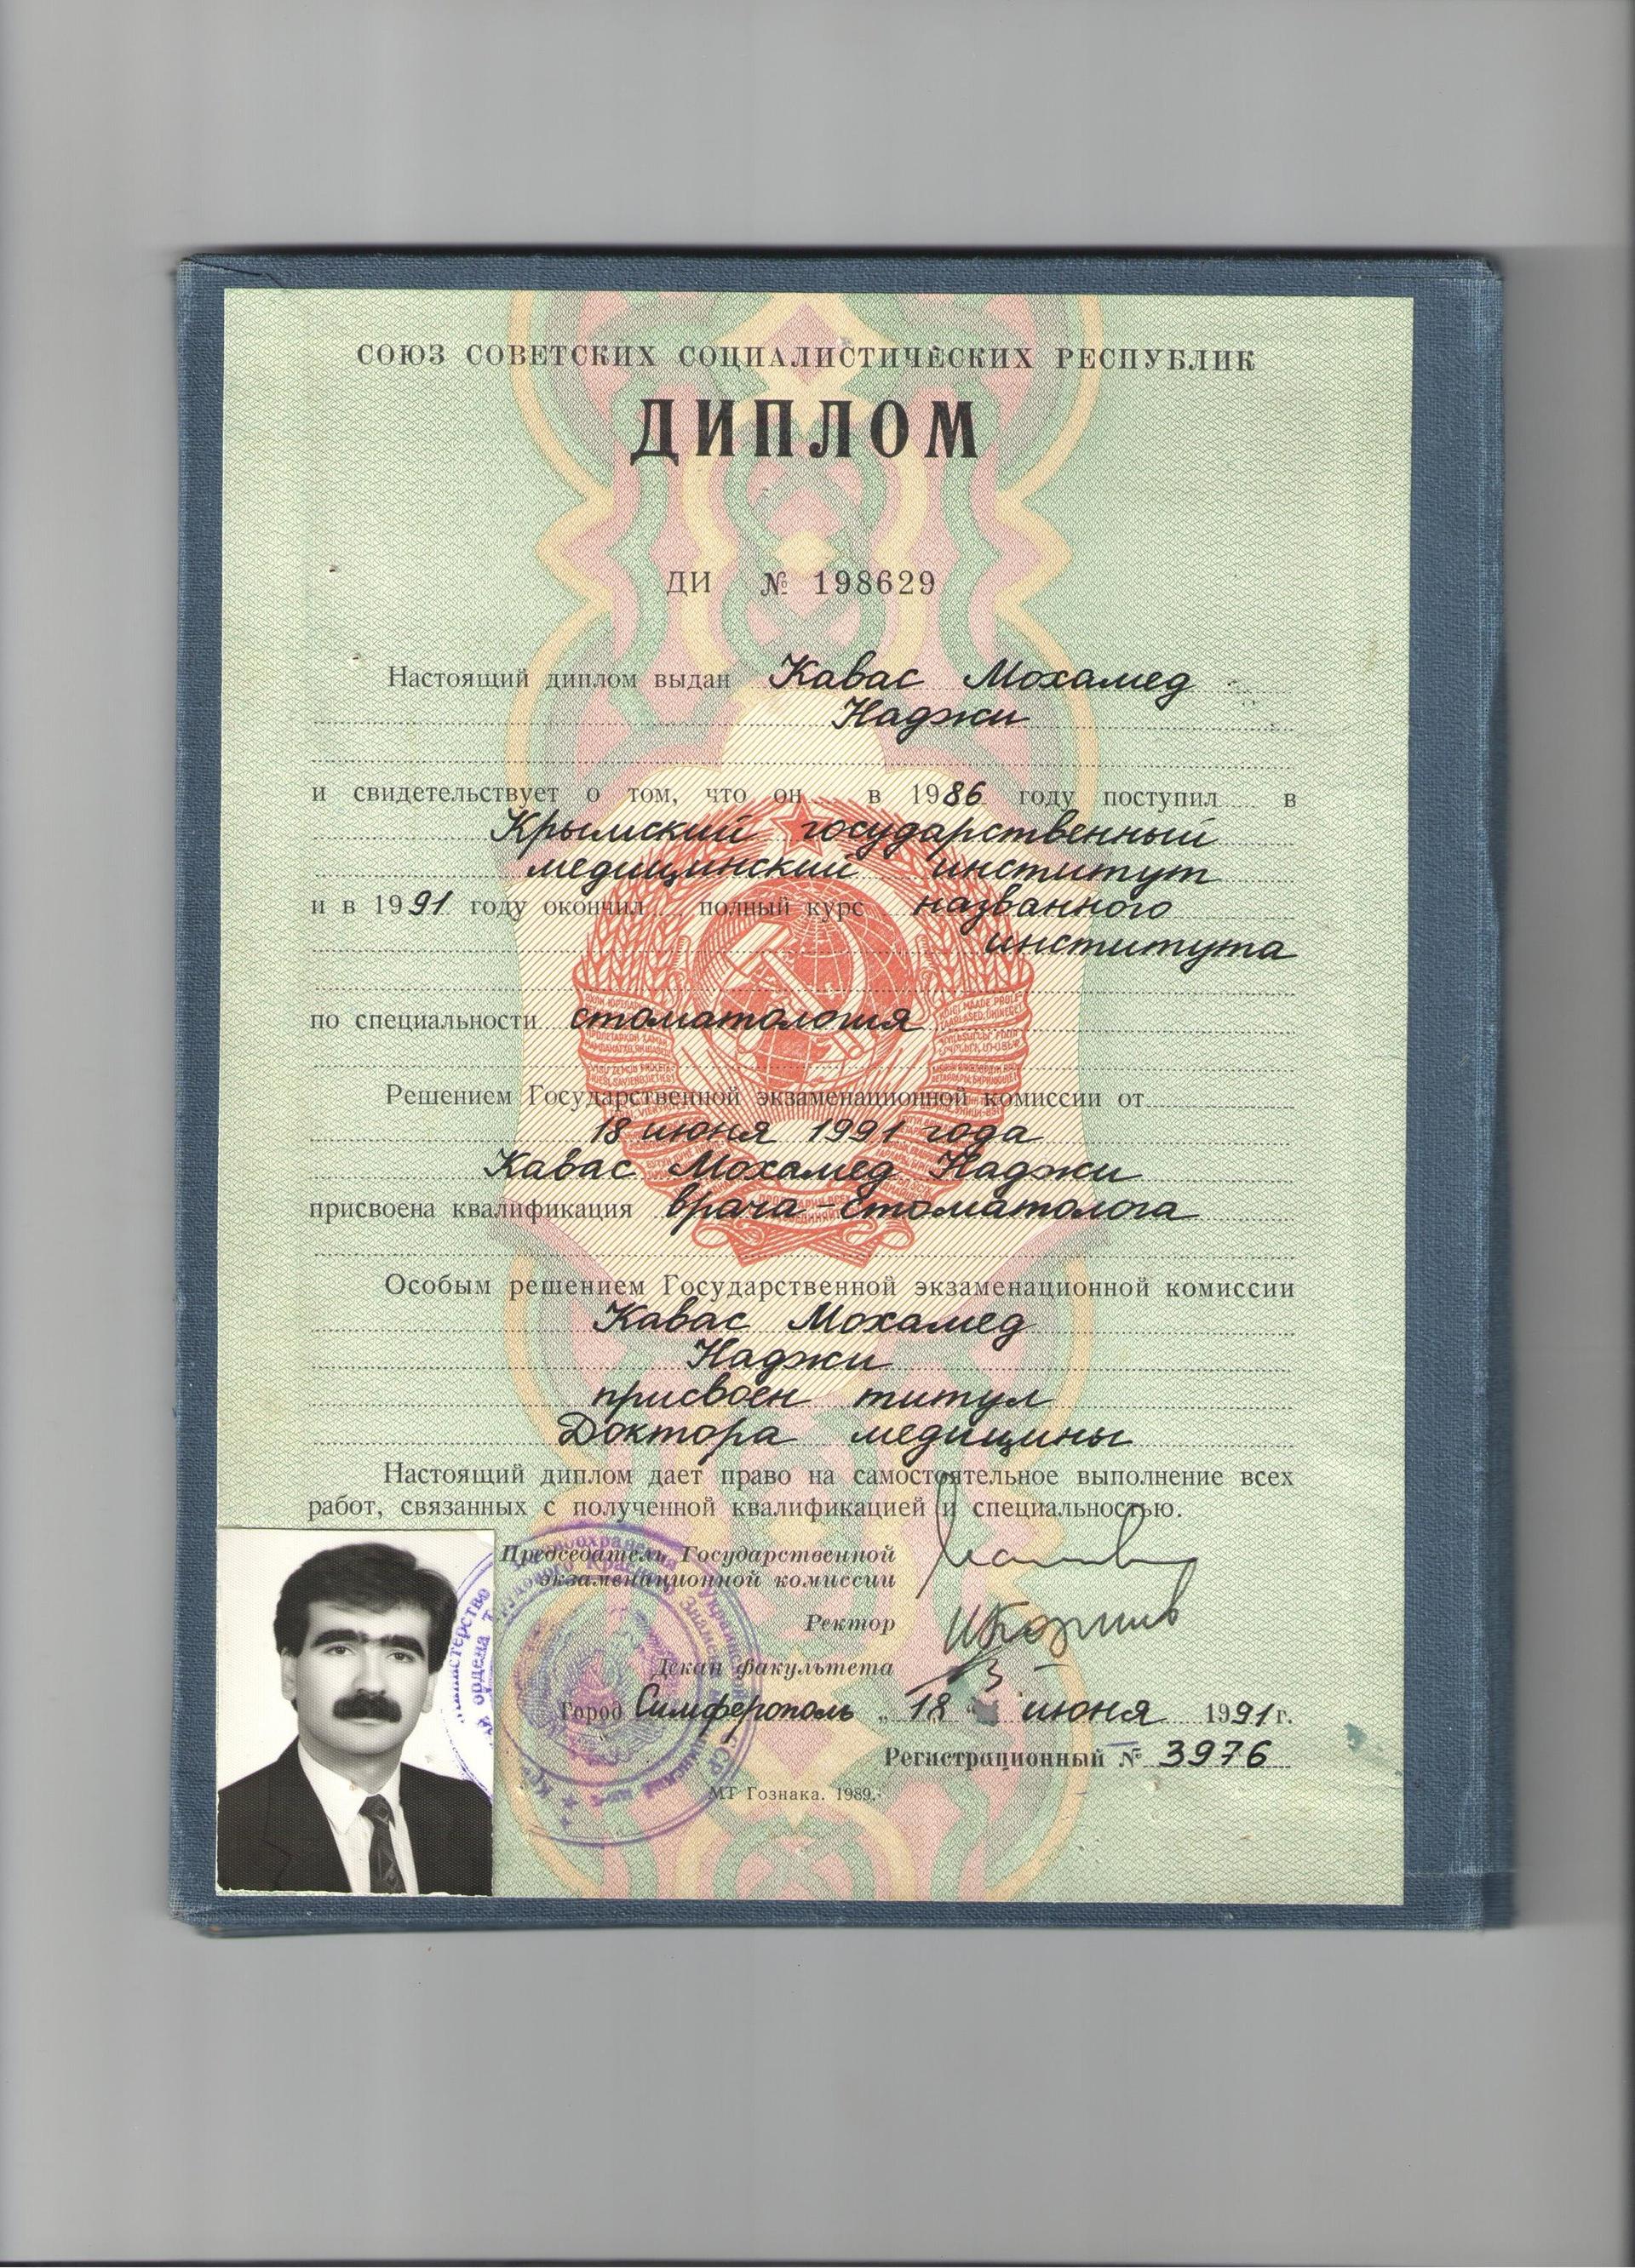 СОЮЗ СОВЕТСКИХ СОЦИАЛИСТИЧЕСКИХ РЕСПУБЛИК
ДИПЛОМ
ДИ № 198629
Настоящий диплом выдан Кавас Мохамед
Наджи
и свидетельствует о том, что он в 1986 году поступил в
Крымский государственный
медицинский институт
и в 1991 году окончил полный курс названного
института
по специальности стоматология
Решением Государственной экзаменационной комиссии от
18 июня 1991 года
Кавас Мохамед Наджи
присвоена квалификация врача-стоматолога
Особым решением Государственной экзаменационной комиссии
Кавас Мохамед
Наджи
присвоен титул
Доктора медицины
Настоящий диплом дает право на самостоятельное выполнение всех
работ, связанных с полученной квалификацией и специальностью.
Председатель Государственной
экзаменационной комиссии
Ректор
Декан факультета
Город Симферополь „18“ июня 1991 г.
Регистрационный № 3976
МТ Гознака. 1989.